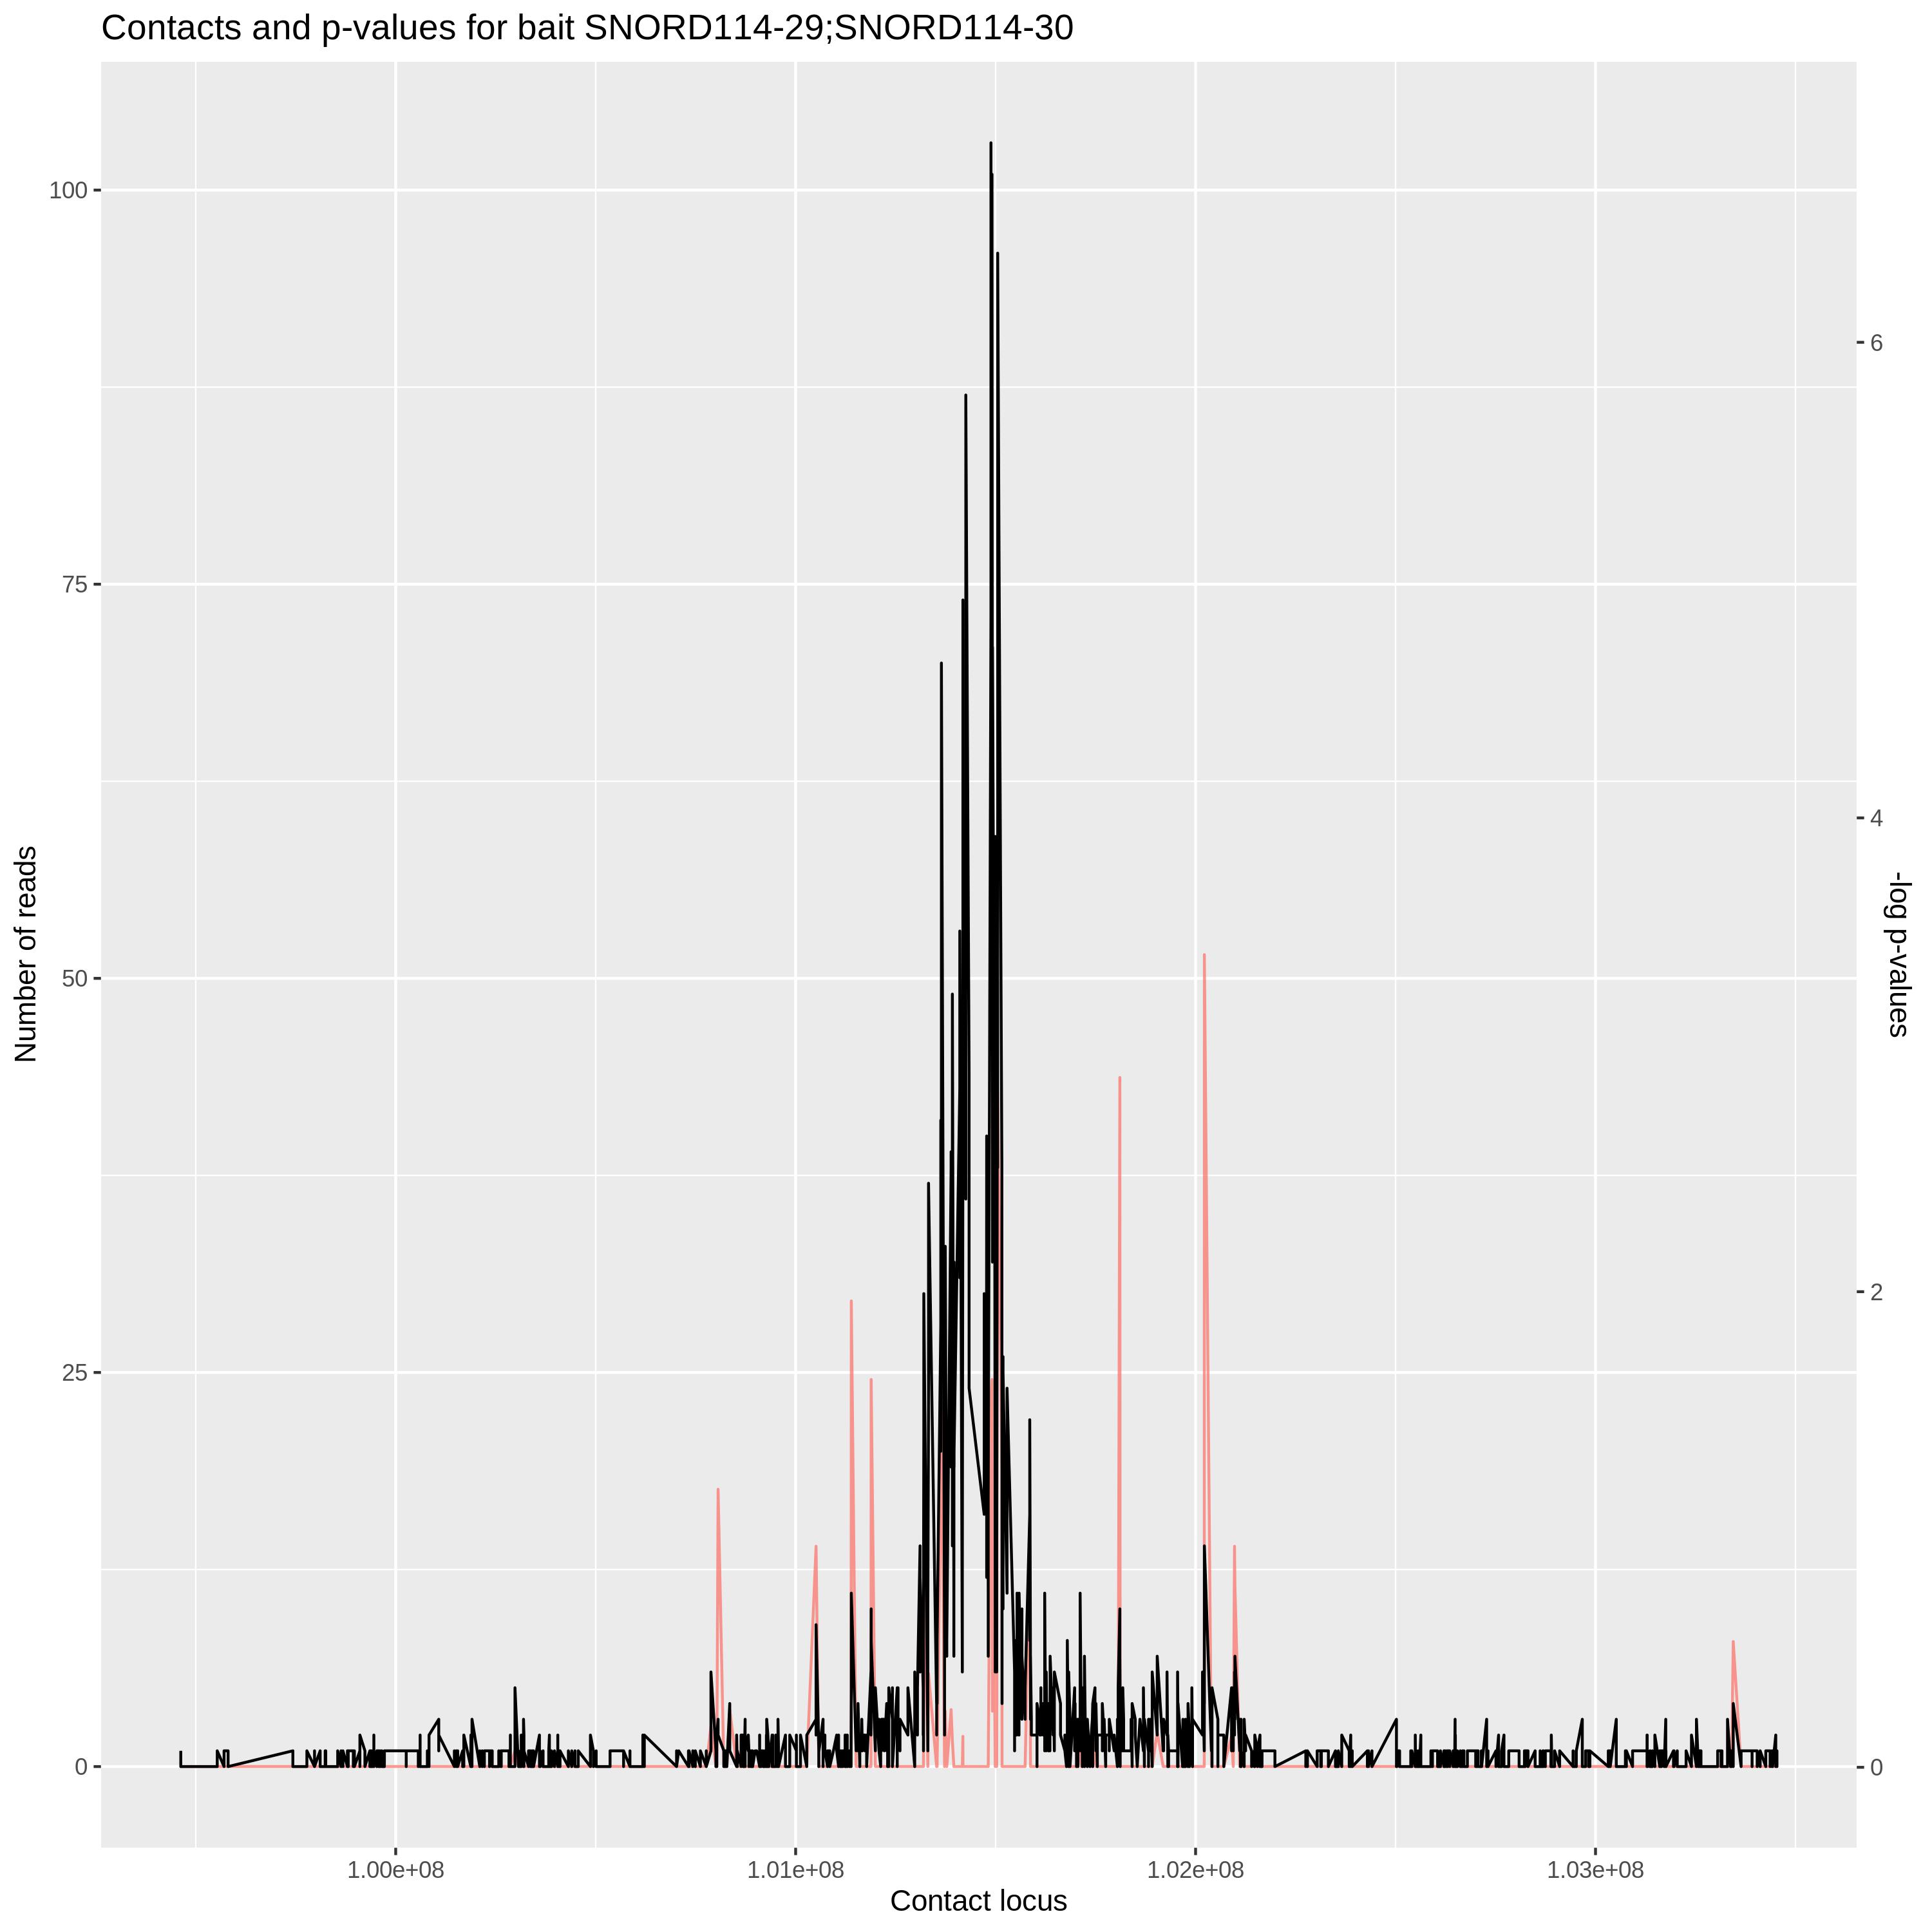 Contacts and p-values for bait SNORD114-29;SNORD114-30
100
75
50
25
0
Number of reads
6
4
2
0
-log p-values
1.00e+08
1.01e+08
1.02e+08
1.03e+08
Contact locus